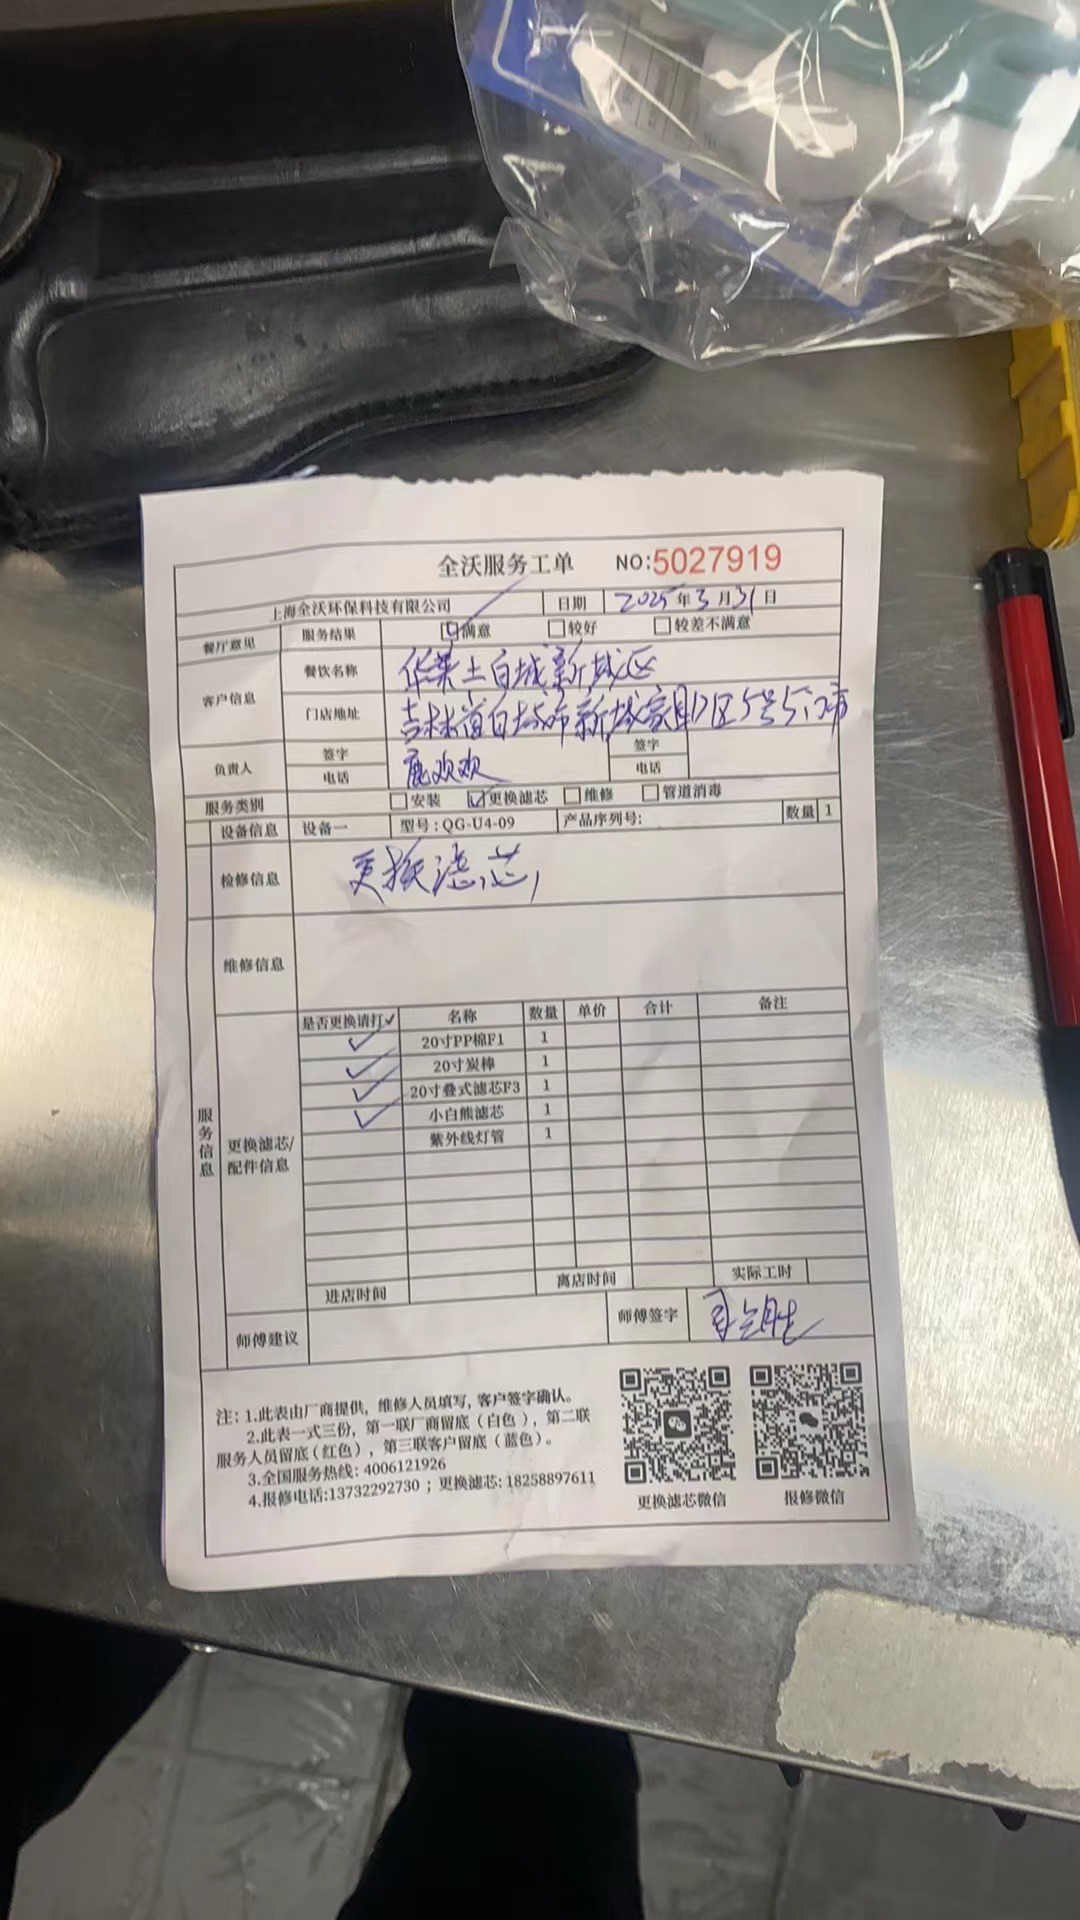 全沃服务工单 NO:5027919
上海全沃环保科技有限公司 日期 2025年3月31日
餐厅意见 服务结果 满意 较好 较差不满意
客户信息 餐饮名称 华莱士白城新城店
门店地址 吉林省白城市新城家园D区5号5门市
负责人 签字 鹿欢欢 签字
电话 电话
服务类别 安装 ☑更换滤芯 维修 管道消毒
设备信息 设备一 型号:QG-U4-09 产品序列号: 数量 1
检修信息 更换滤芯
维修信息
服务信息
更换滤芯/配件信息
是否更换请打✓ 名称 数量 单价 合计 备注
✓ 20寸PP棉F1 1
✓ 20寸炭棒 1
✓ 20寸叠式滤芯F3 1
✓ 小白熊滤芯 1
紫外线灯管 1
进店时间 离店时间 实际工时
师傅建议 师傅签字
注: 1.此表由厂商提供, 维修人员填写, 客户签字确认。
2.此表一式三份, 第一联厂商留底(白色), 第二联
服务人员留底(红色), 第三联客户留底(蓝色)。
3.全国服务热线: 4006121926
4.报修电话:13732292730 ; 更换滤芯: 18258897611
更换滤芯微信 报修微信